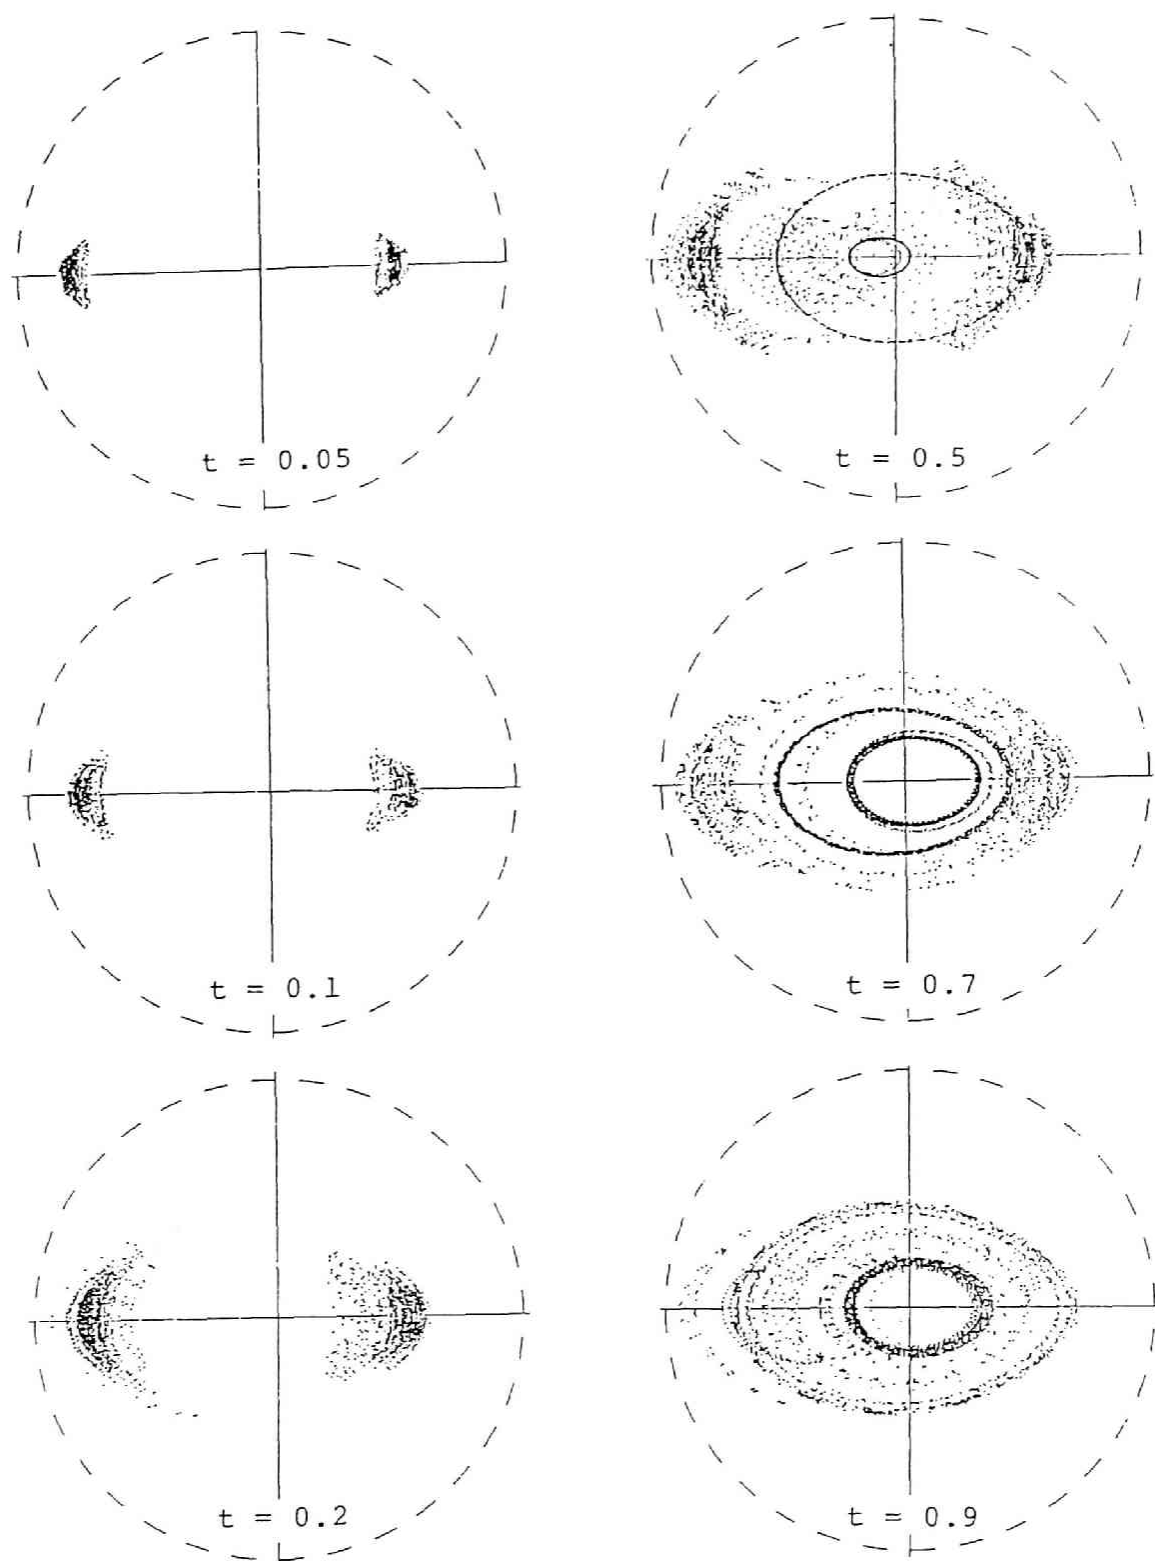 t = 0.05
t = 0.5
t = 0.1
t = 0.7
t = 0.2
t = 0.9